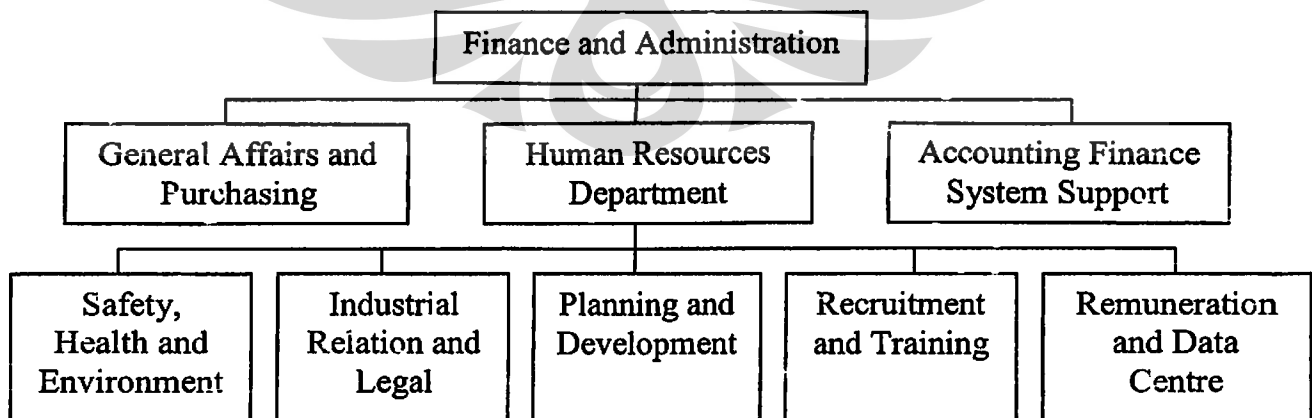 Finance and Administration
General Affairs and
Purchasing
Human Resources
Department
Accounting Finance
System Support
Safety,
Health and
Environment
Industrial
Relation and
Legal
Planning and
Development
Recruitment
and Training
Remuneration
and Data
Centre